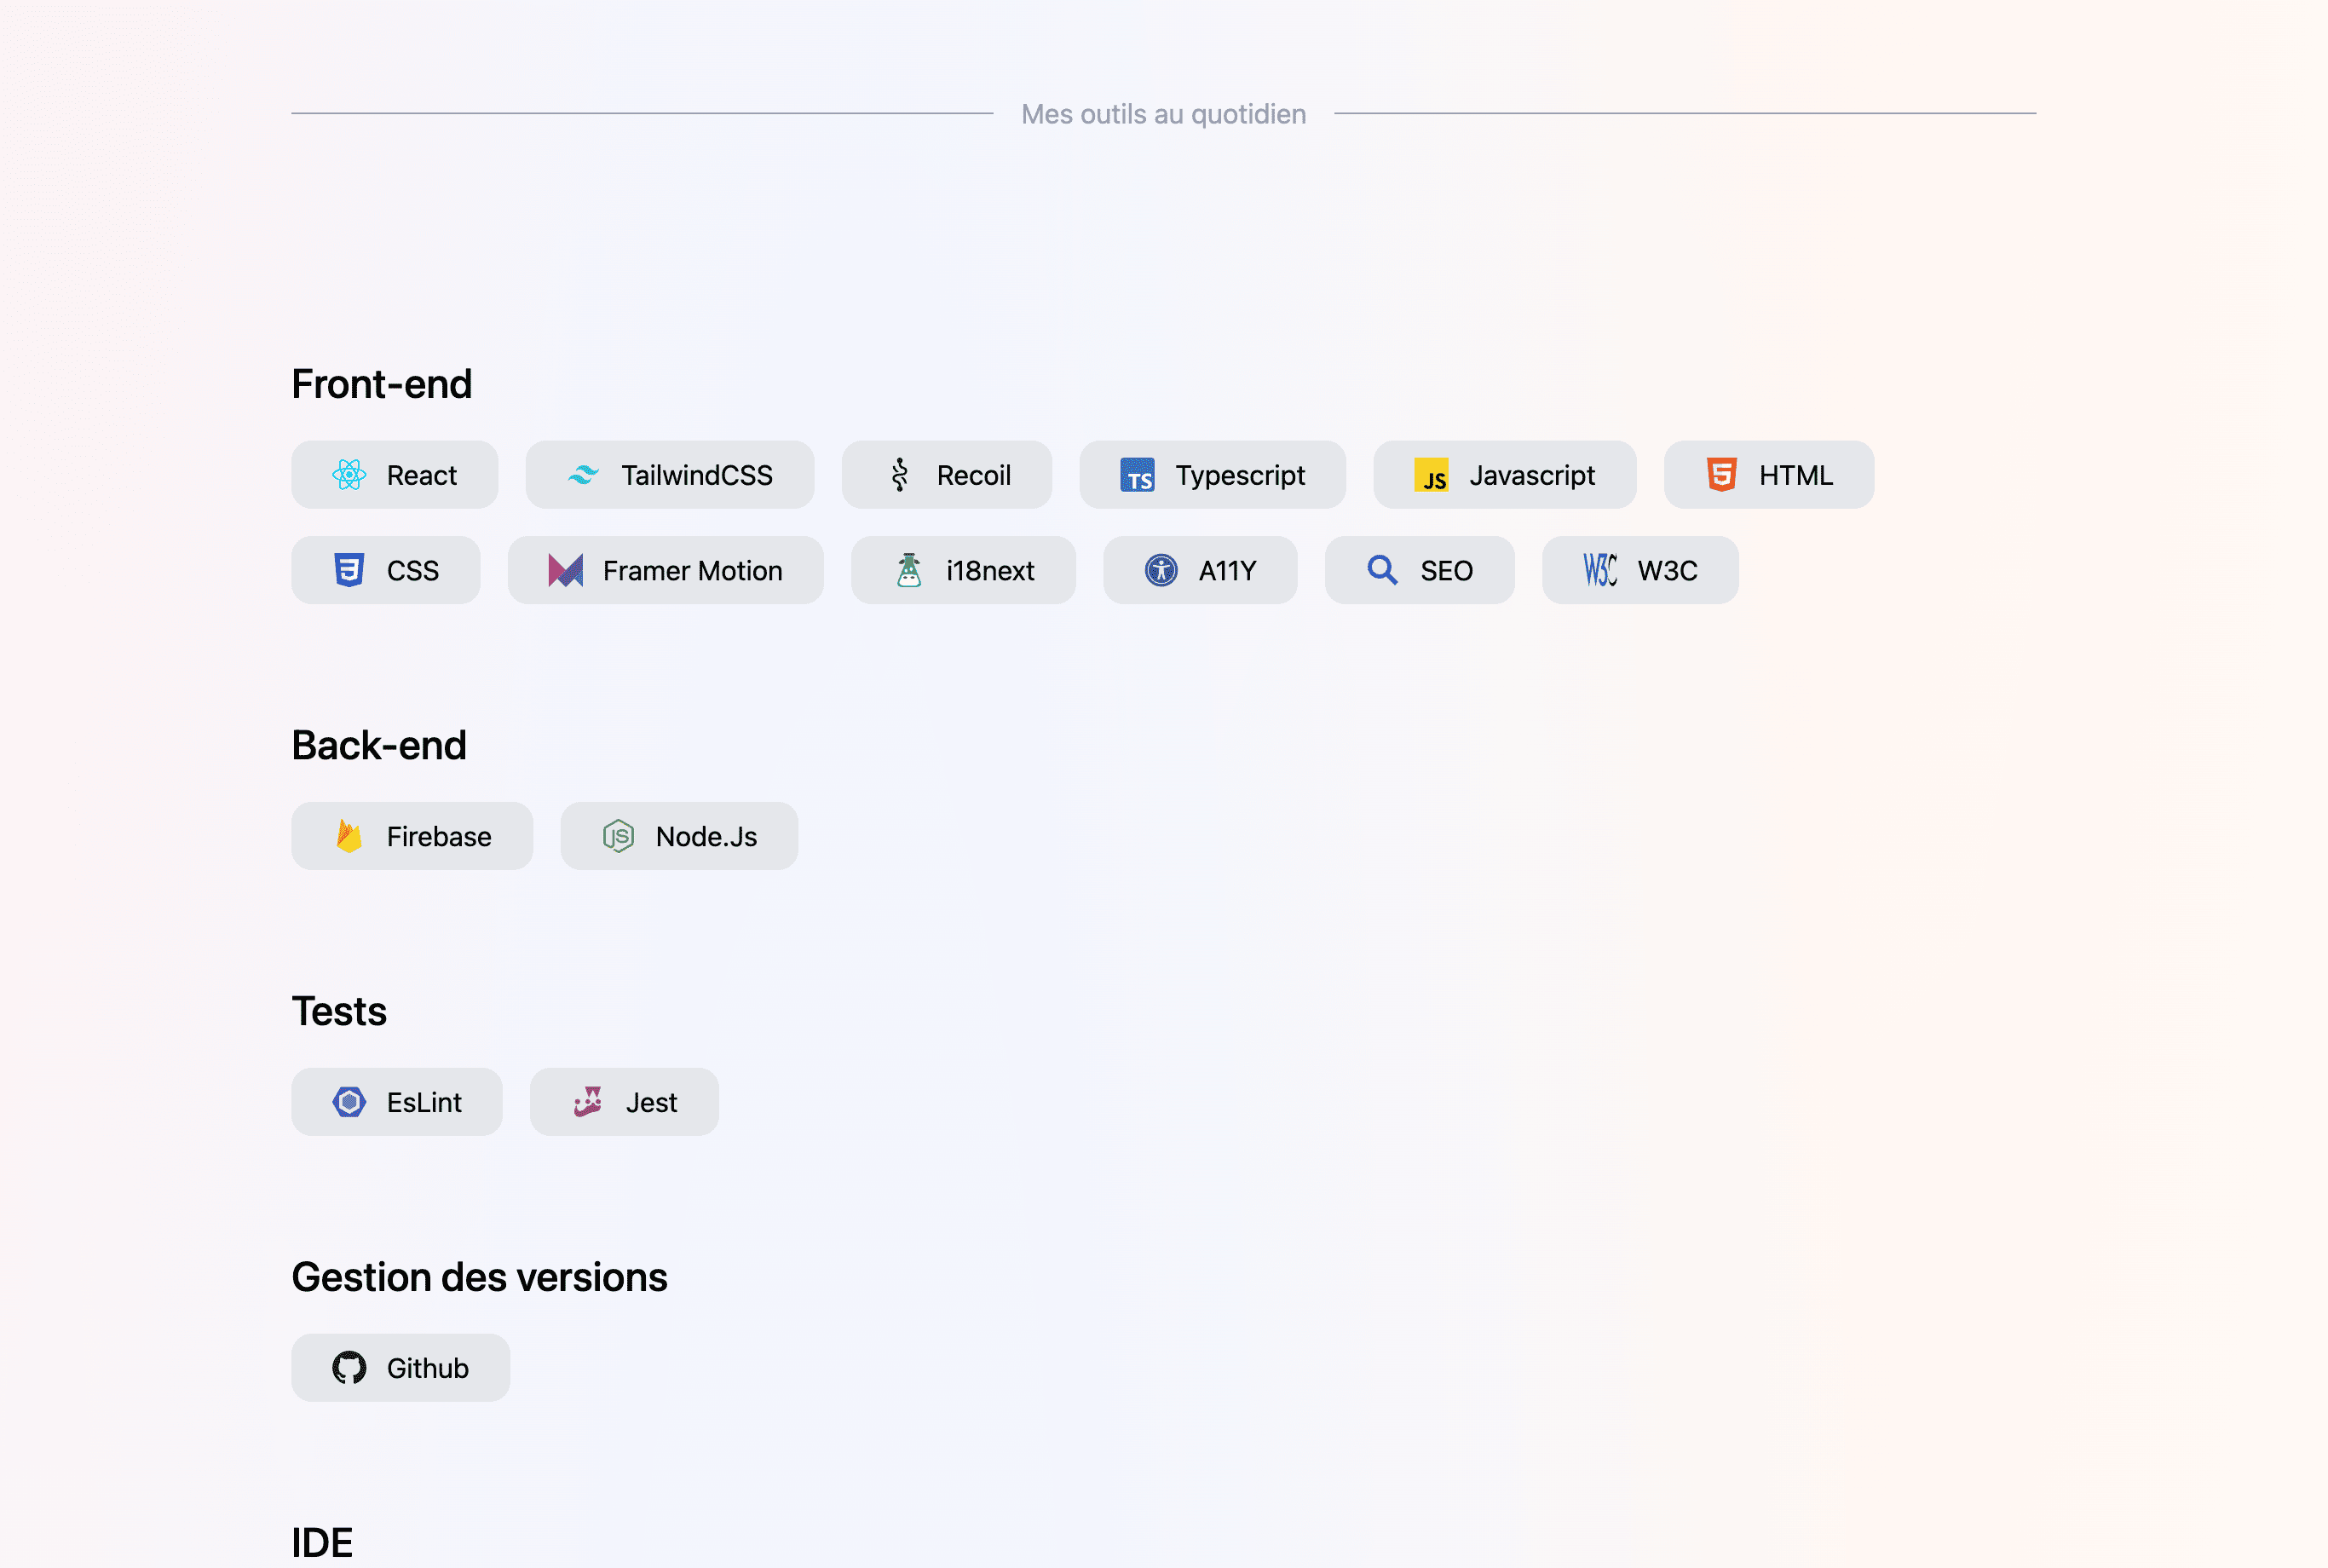 Mes outils au quotidien
Front-end
React TailwindCSS Recoil TS Typescript JS Javascript HTML
CSS Framer Motion i18next A11Y SEO W3C W3C
Back-end
Firebase JS Node.Js
Tests
EsLint Jest
Gestion des versions
Github
IDE